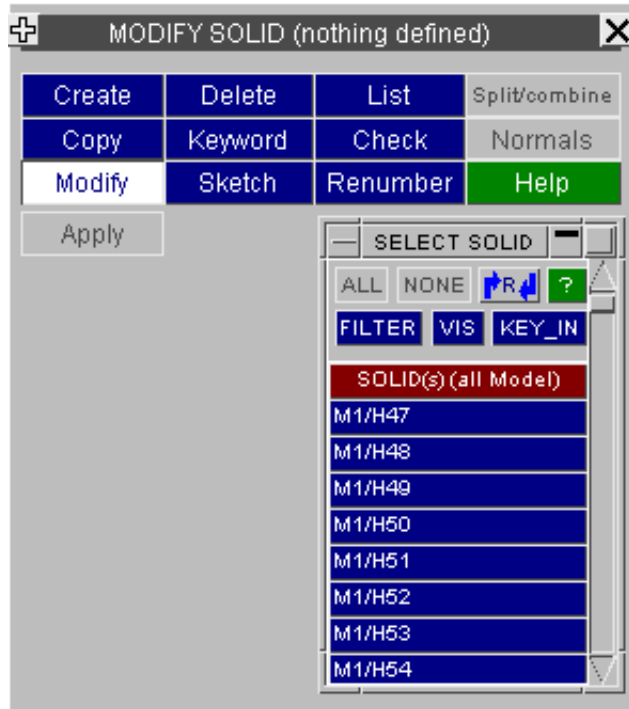 MODIFY SOLID (nothing defined)
Create Delete List Split/combine
Copy Keyword Check Normals
Modify Sketch Renumber Help
Apply
SELECT SOLID
ALL NONE R ?
FILTER VIS KEY_IN
SOLID(s) (all Model)
M1/H47
M1/H48
M1/H49
M1/H50
M1/H51
M1/H52
M1/H53
M1/H54